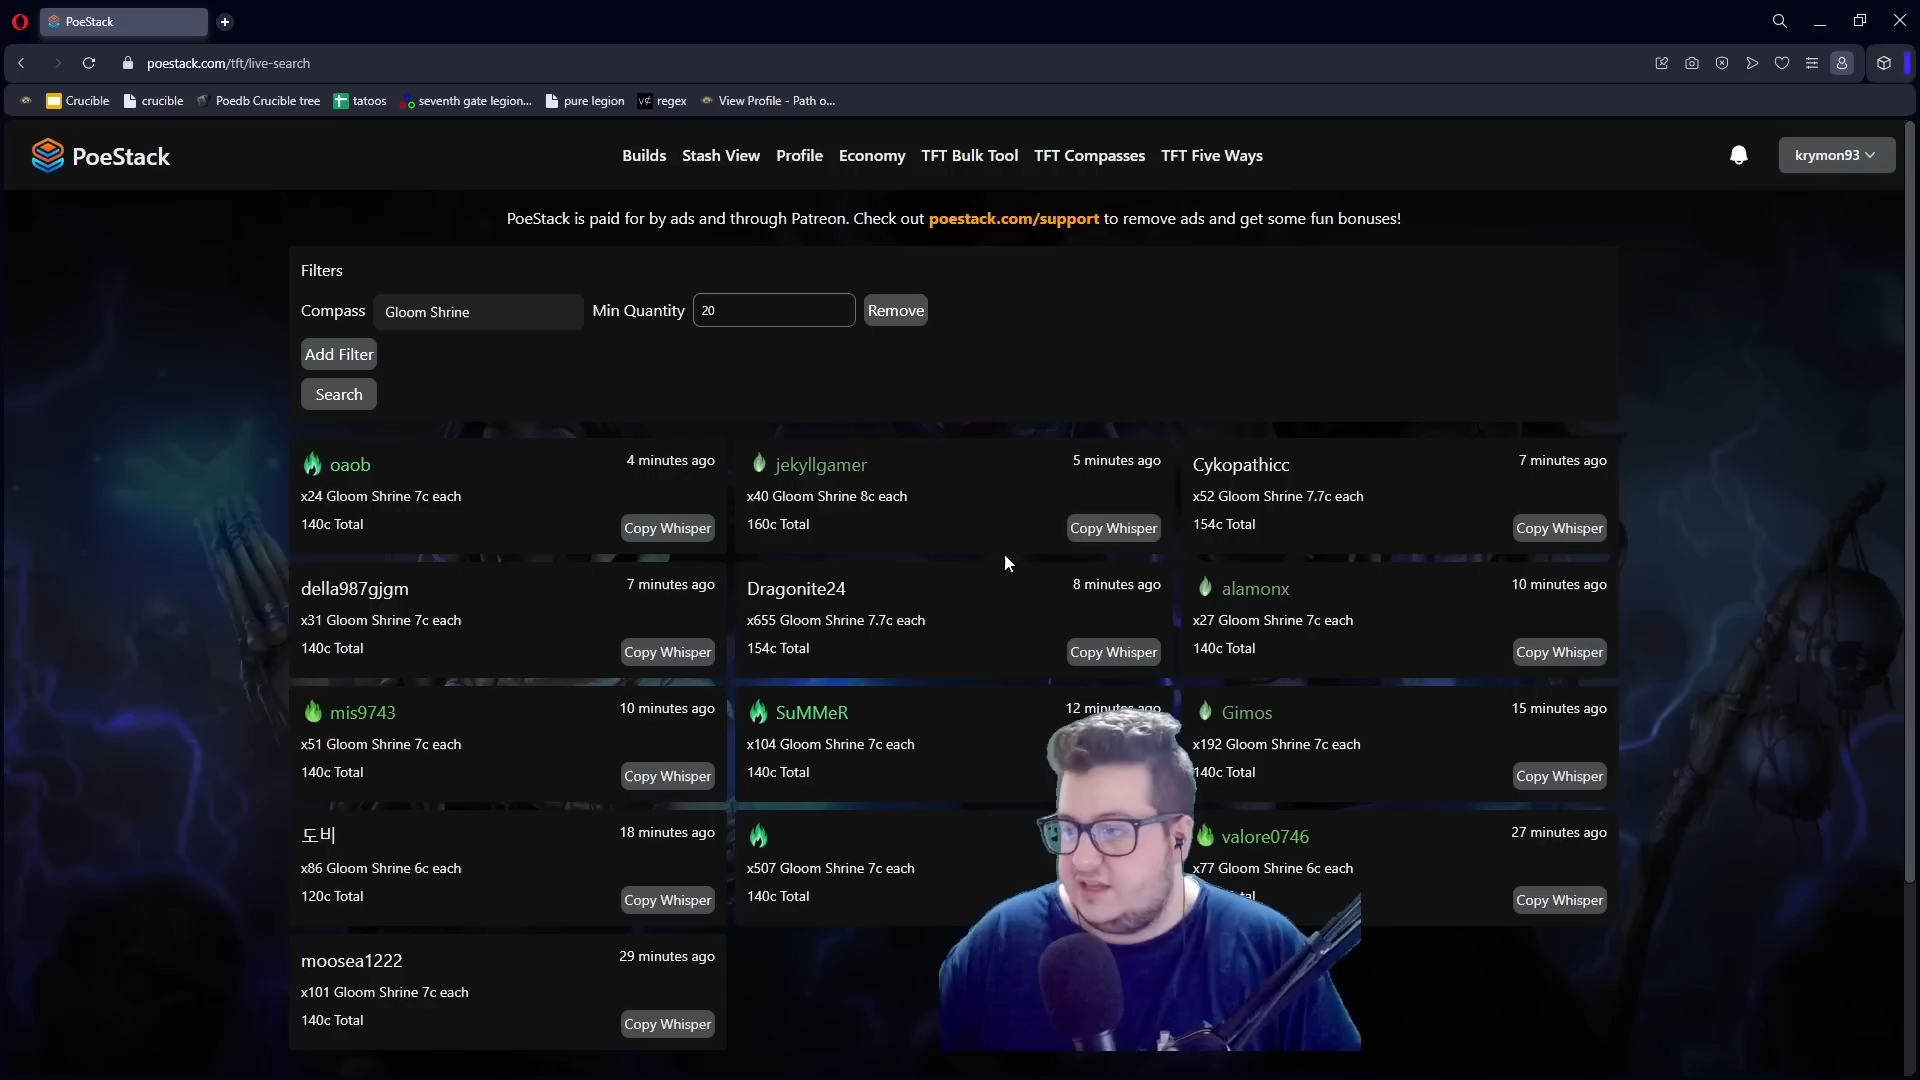 PoeStack
poestack.com/tft/live-search
Crucible
crucible
Poedb Crucible tree
tatoos
seventh gate legion...
pure legion
regex
View Profile - Path o...
PoeStack
Builds
Stash View
Profile
Economy
TFT Bulk Tool
TFT Compasses
TFT Five Ways
krymon93
PoeStack is paid for by ads and through Patreon. Check out poestack.com/support to remove ads and get some fun bonuses!
Filters
Compass
Gloom Shrine
Min Quantity
20
Remove
Add Filter
Search
oaob
4 minutes ago
x24 Gloom Shrine 7c each
140c Total
Copy Whisper
jekyllgamer
5 minutes ago
x40 Gloom Shrine 8c each
160c Total
Copy Whisper
Cykopathicc
7 minutes ago
x52 Gloom Shrine 7.7c each
154c Total
Copy Whisper
della987gjgm
7 minutes ago
x31 Gloom Shrine 7c each
140c Total
Copy Whisper
Dragonite24
8 minutes ago
x655 Gloom Shrine 7.7c each
154c Total
Copy Whisper
alamonx
10 minutes ago
x27 Gloom Shrine 7c each
140c Total
Copy Whisper
mis9743
10 minutes ago
x51 Gloom Shrine 7c each
140c Total
Copy Whisper
SuMMeR
12 minutes ago
x104 Gloom Shrine 7c each
140c Total
Gimos
15 minutes ago
x192 Gloom Shrine 7c each
140c Total
Copy Whisper
도비
18 minutes ago
x86 Gloom Shrine 6c each
120c Total
Copy Whisper
x507 Gloom Shrine 7c each
140c Total
valore0746
27 minutes ago
x77 Gloom Shrine 6c each
Copy Whisper
moosea1222
29 minutes ago
x101 Gloom Shrine 7c each
140c Total
Copy Whisper